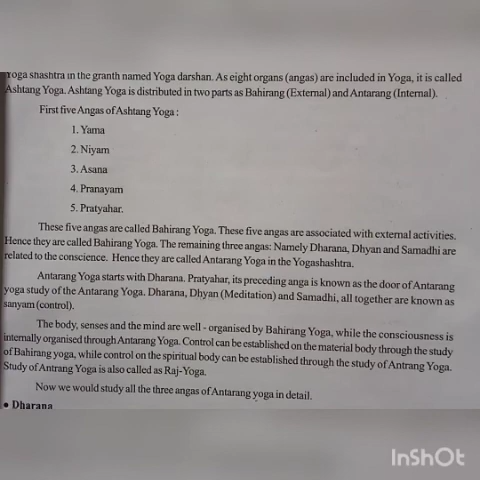 Yoga shashtra in the granth named Yoga darshan. As eight organs (angas) are included in Yoga, it is called
Ashtang Yoga. Ashtang Yoga is distributed in two parts as Bahirang (External) and Antarang (Internal).
First five Angas of Ashtang Yoga :
1. Yama
2. Niyam
3. Asana
4. Pranayam
5. Pratyahar.
These five angas are called Bahirang Yoga. These five angas are associated with external activities.
Hence they are called Bahirang Yoga. The remaining three angas: Namely Dharana, Dhyan and Samadhi are
related to the conscience. Hence they are called Antarang Yoga in the Yogashashtra.
Antarang Yoga starts with Dharana. Pratyahar, its preceding anga is known as the door of Antarang
yoga study of the Antarang Yoga. Dharana, Dhyan (Meditation) and Samadhi, all together are known as
sanyam (control).
The body, senses and the mind are well - organised by Bahirang Yoga, while the consciousness is
internally organised through Antarang Yoga. Control can be established on the material body through the study
of Bahirang yoga, while control on the spiritual body can be established through the study of Antrang Yoga.
Study of Antrang Yoga is also called as Raj-Yoga.
Now we would study all the three angas of Antarang yoga in detail.
• Dharana
InShOt